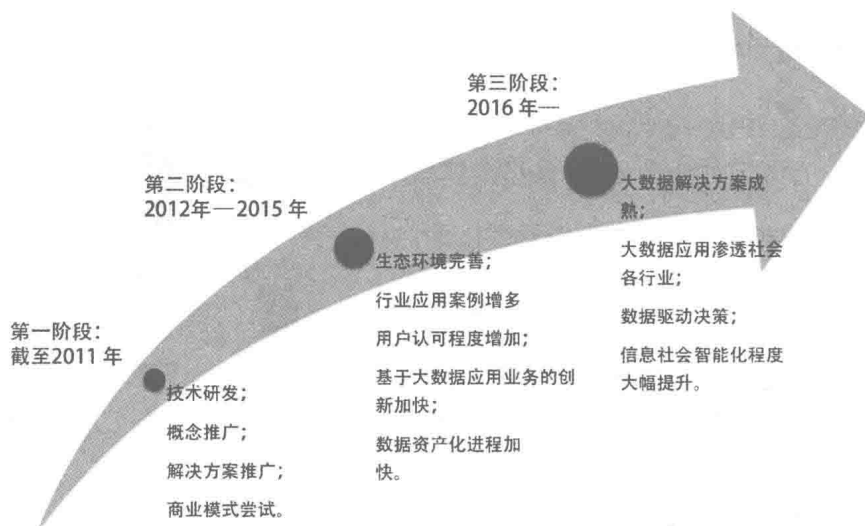 第一阶段：
截至2011 年
技术研发；
概念推广；
解决方案推广；
商业模式尝试。
第二阶段：
2012年—2015 年
生态环境完善；
行业应用案例增多
用户认可程度增加；
基于大数据应用业务的创
新加快；
数据资产化进程加
快。
第三阶段：
2016 年—
大数据解决方案成
熟；
大数据应用渗透社会
各行业；
数据驱动决策；
信息社会智能化程度
大幅提升。